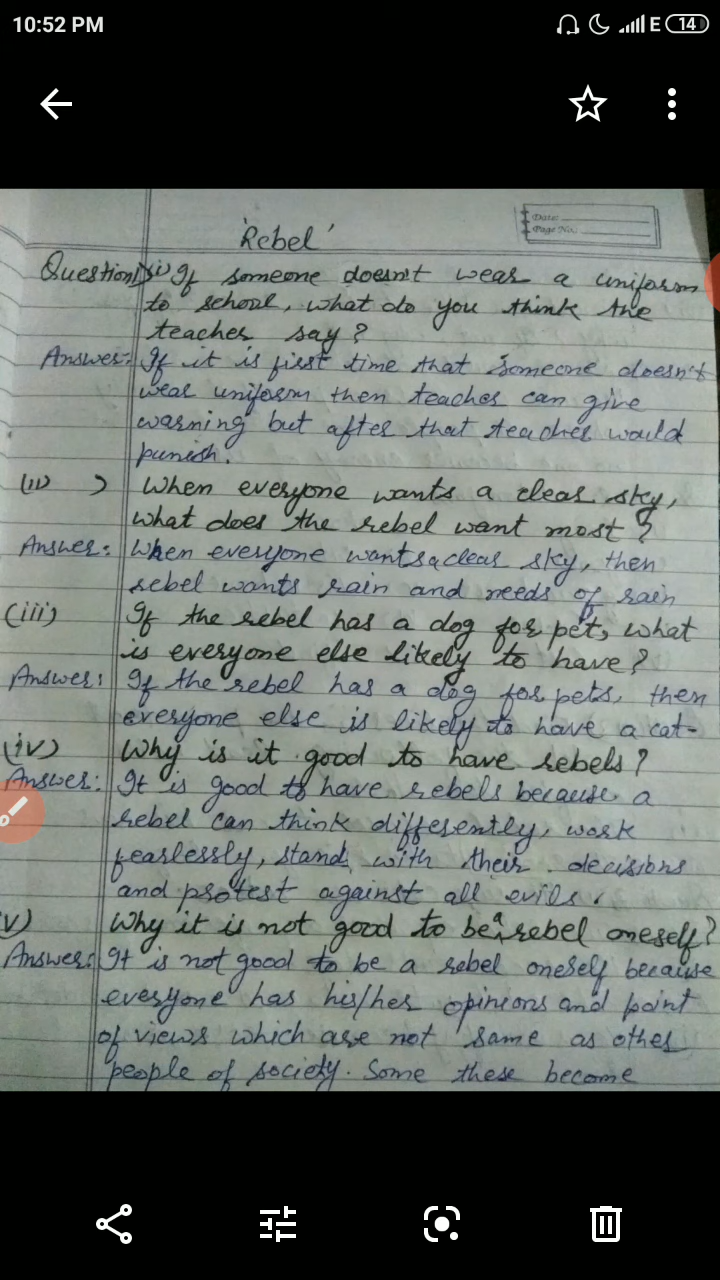 10:52 PM
E 14
'Rebel'
Date:
Page No.
Question1)(i) If someone doesn't wear a uniform
to school, what do you think the
teacher say?
Answer: If it is first time that someone doesn't
wear uniform then teacher can give
warning but after that teacher would
punish.
(ii) When everyone wants a clear sky,
what does the rebel want most?
Answer: When everyone wants a clear sky, then
rebel wants rain and needs of rain
(iii) If the rebel has a dog for pets, what
is everyone else likely to have?
Answer: If the rebel has a dog for pets, then
everyone else is likely to have a cat-
(iv) Why is it good to have rebels?
Answer: It is good to have rebels because a
rebel can think differently, work
fearlessly, stand with their decisions
and protest against all evils.
v) Why it is not good to be a rebel oneself?
Answer: It is not good to be a rebel oneself because
everyone has his/her opinions and point
of views which are not same as other
people of society. Some these become